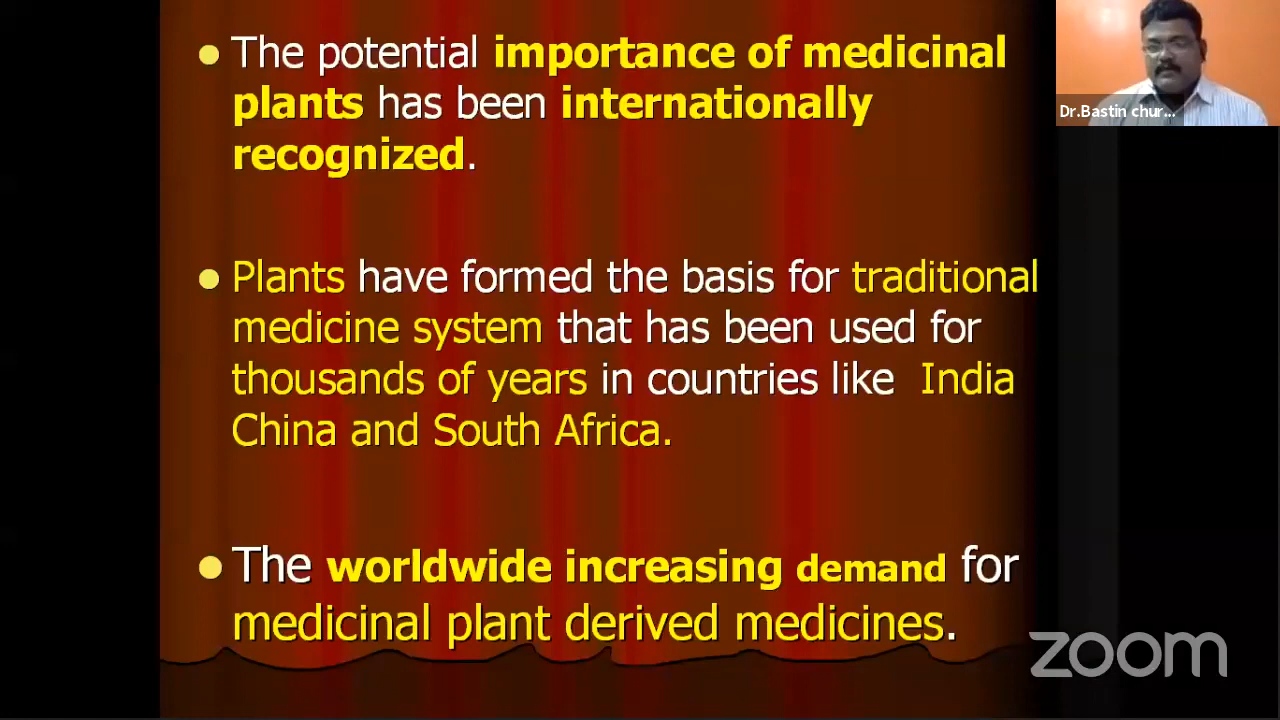 The potential importance of medicinal
plants has been internationally
recognized.
Plants have formed the basis for traditional
medicine system that has been used for
thousands of years in countries like India
China and South Africa.
The worldwide increasing demand for
medicinal plant derived medicines.
Dr.Bastin chur...
zoom